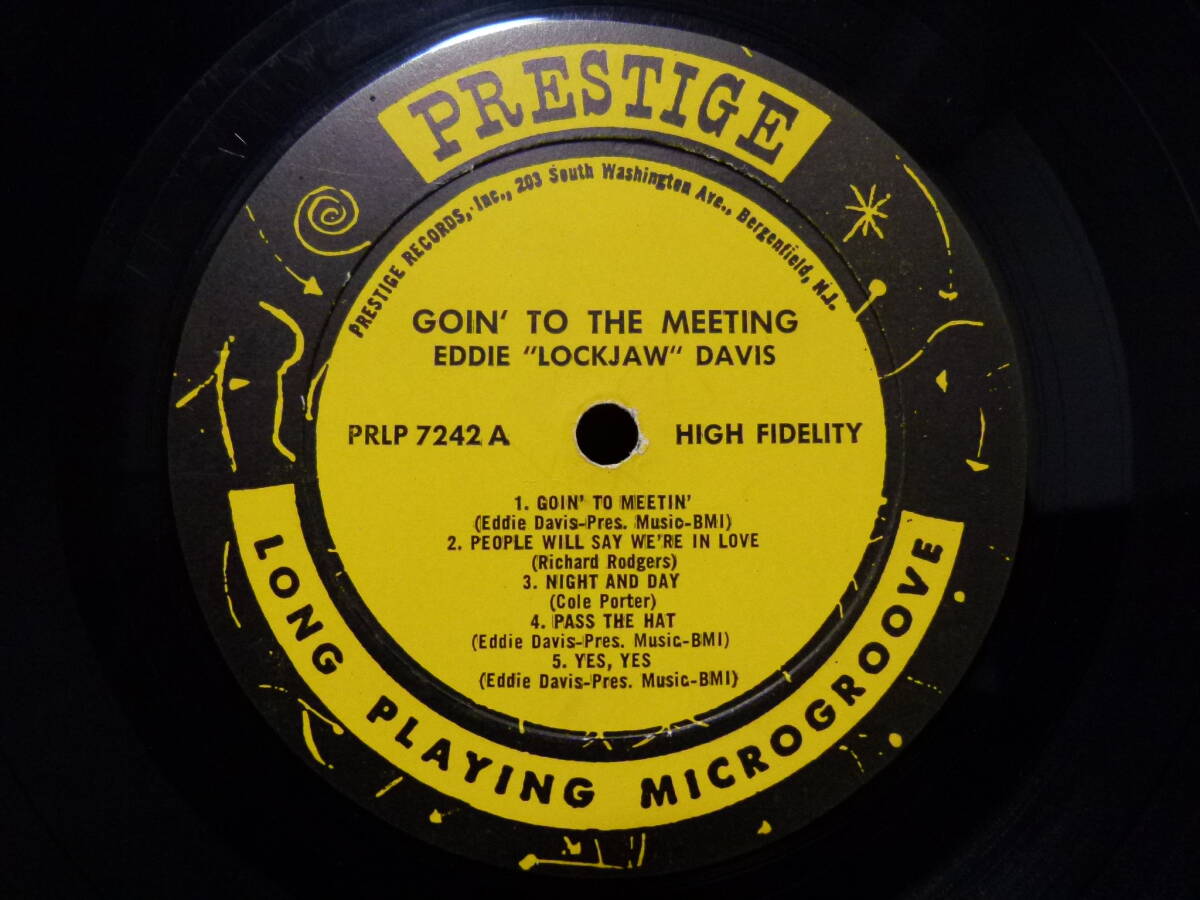 PRESTIGE
PRESTIGE RECORDS, Inc., 203 South Washington Ave., Bergenfield, N.J.
GOIN' TO THE MEETING
EDDIE "LOCKJAW" DAVIS
PRLP 7242 A
HIGH FIDELITY
1. GOIN' TO MEETIN'
(Eddie Davis-Pres. Music-BMI)
2. PEOPLE WILL SAY WE'RE IN LOVE
(Richard Rodgers)
3. NIGHT AND DAY
(Cole Porter)
4. PASS THE HAT
(Eddie Davis-Pres. Music-BMI)
5. YES, YES
(Eddie Davis-Pres. Music-BMI)
LONG PLAYING MICROGROOVE